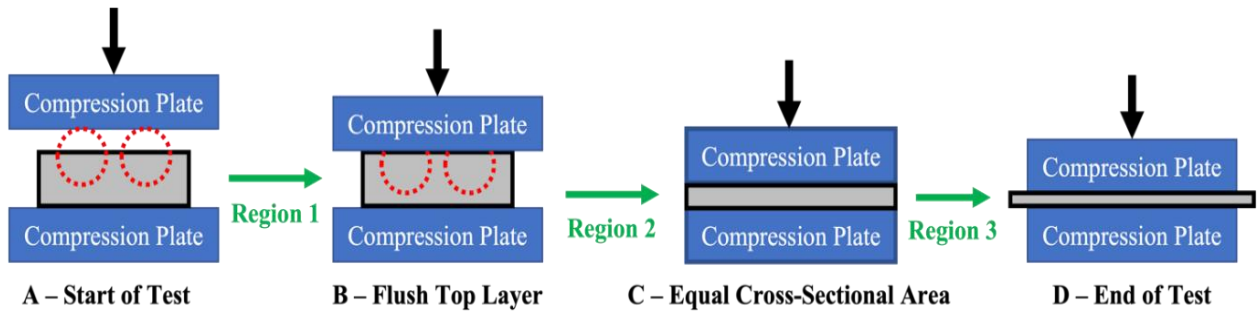 Compression Plate
Compression Plate
A – Start of Test
Region 1
Compression Plate
Compression Plate
B – Flush Top Layer
Region 2
Compression Plate
Compression Plate
C – Equal Cross-Sectional Area
Region 3
Compression Plate
Compression Plate
D – End of Test